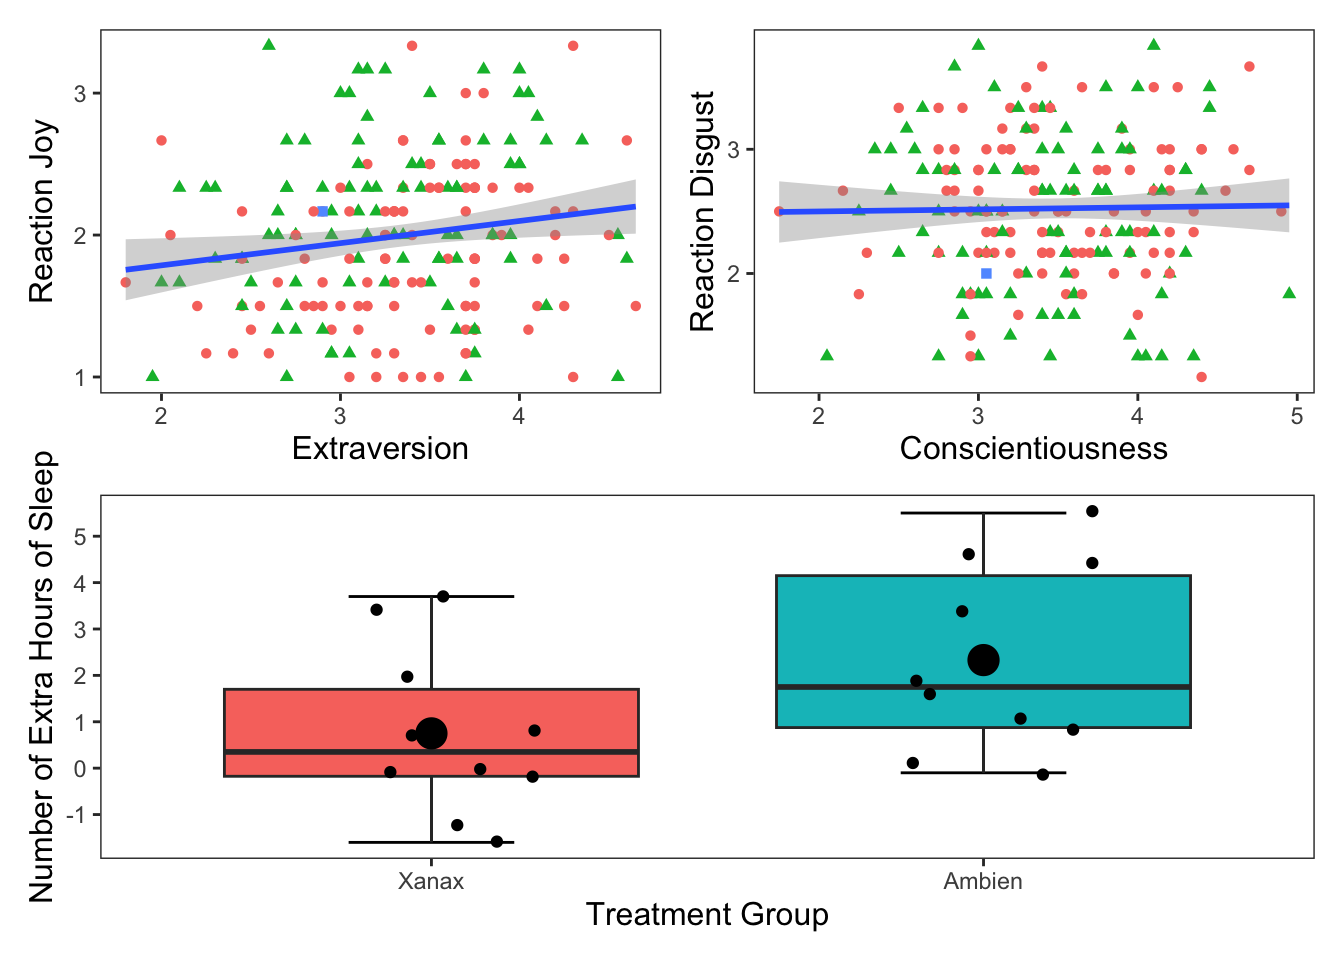 Reaction Joy
3
2
1
2 3 4
Extraversion
Reaction Disgust
3
2
2 3 4 5
Conscientiousness
Number of Extra Hours of Sleep
5
4
3
2
1
0
-1
Xanax Ambien
Treatment Group